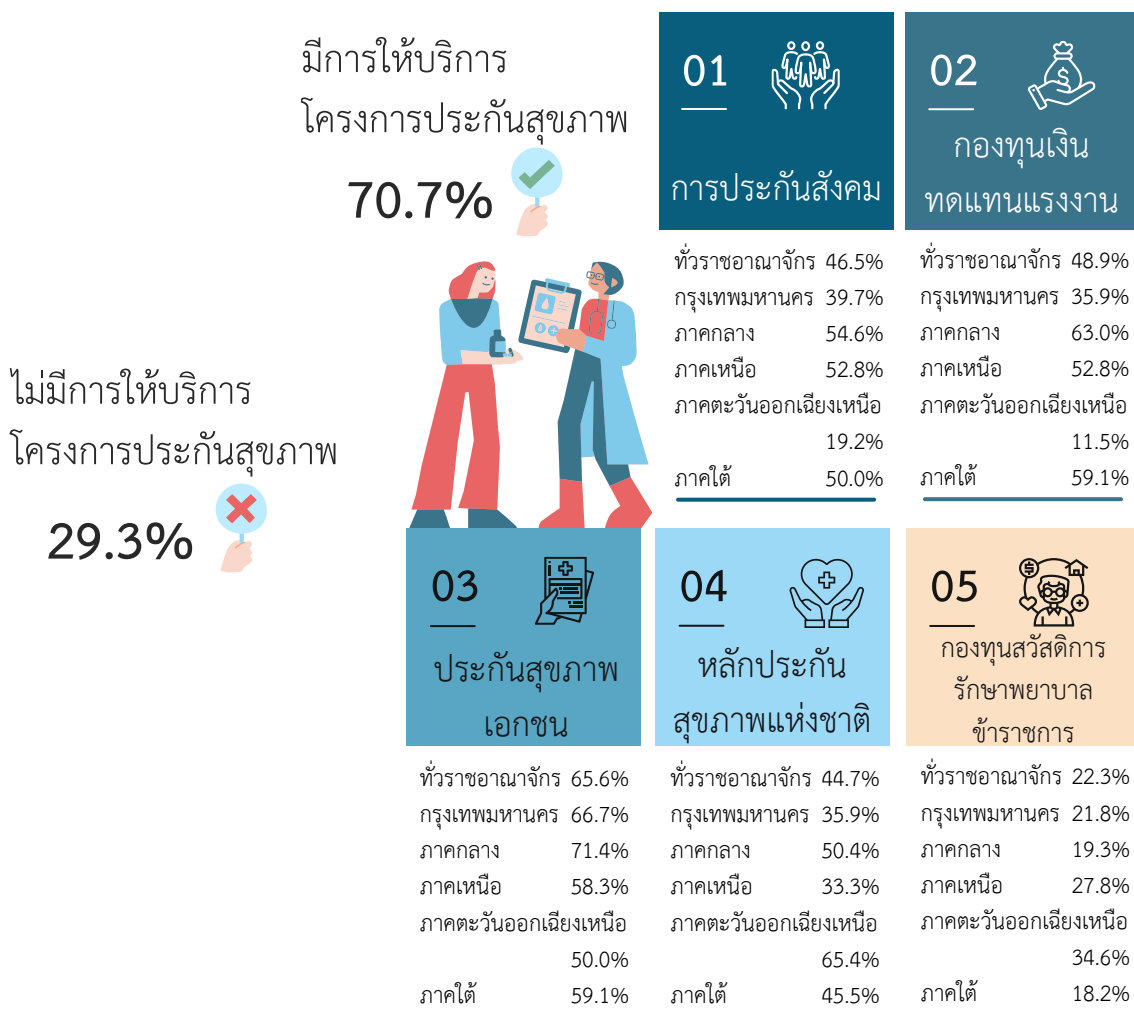 มีการให้บริการ
โครงการประกันสุขภาพ
70.7%
ไม่มีการให้บริการ
โครงการประกันสุขภาพ
29.3%
01
การประกันสังคม
ทั่วราชอาณาจักร 46.5%
กรุงเทพมหานคร 39.7%
ภาคกลาง 54.6%
ภาคเหนือ 52.8%
ภาคตะวันออกเฉียงเหนือ
19.2%
ภาคใต้ 50.0%
02
กองทุนเงิน
ทดแทนแรงงาน
ทั่วราชอาณาจักร 48.9%
กรุงเทพมหานคร 35.9%
ภาคกลาง 63.0%
ภาคเหนือ 52.8%
ภาคตะวันออกเฉียงเหนือ
11.5%
ภาคใต้ 59.1%
03
ประกันสุขภาพ
เอกชน
ทั่วราชอาณาจักร 65.6%
กรุงเทพมหานคร 66.7%
ภาคกลาง 71.4%
ภาคเหนือ 58.3%
ภาคตะวันออกเฉียงเหนือ
50.0%
ภาคใต้ 59.1%
04
หลักประกัน
สุขภาพแห่งชาติ
ทั่วราชอาณาจักร 44.7%
กรุงเทพมหานคร 35.9%
ภาคกลาง 50.4%
ภาคเหนือ 33.3%
ภาคตะวันออกเฉียงเหนือ
65.4%
ภาคใต้ 45.5%
05
กองทุนสวัสดิการ
รักษาพยาบาล
ข้าราชการ
ทั่วราชอาณาจักร 22.3%
กรุงเทพมหานคร 21.8%
ภาคกลาง 19.3%
ภาคเหนือ 27.8%
ภาคตะวันออกเฉียงเหนือ
34.6%
ภาคใต้ 18.2%